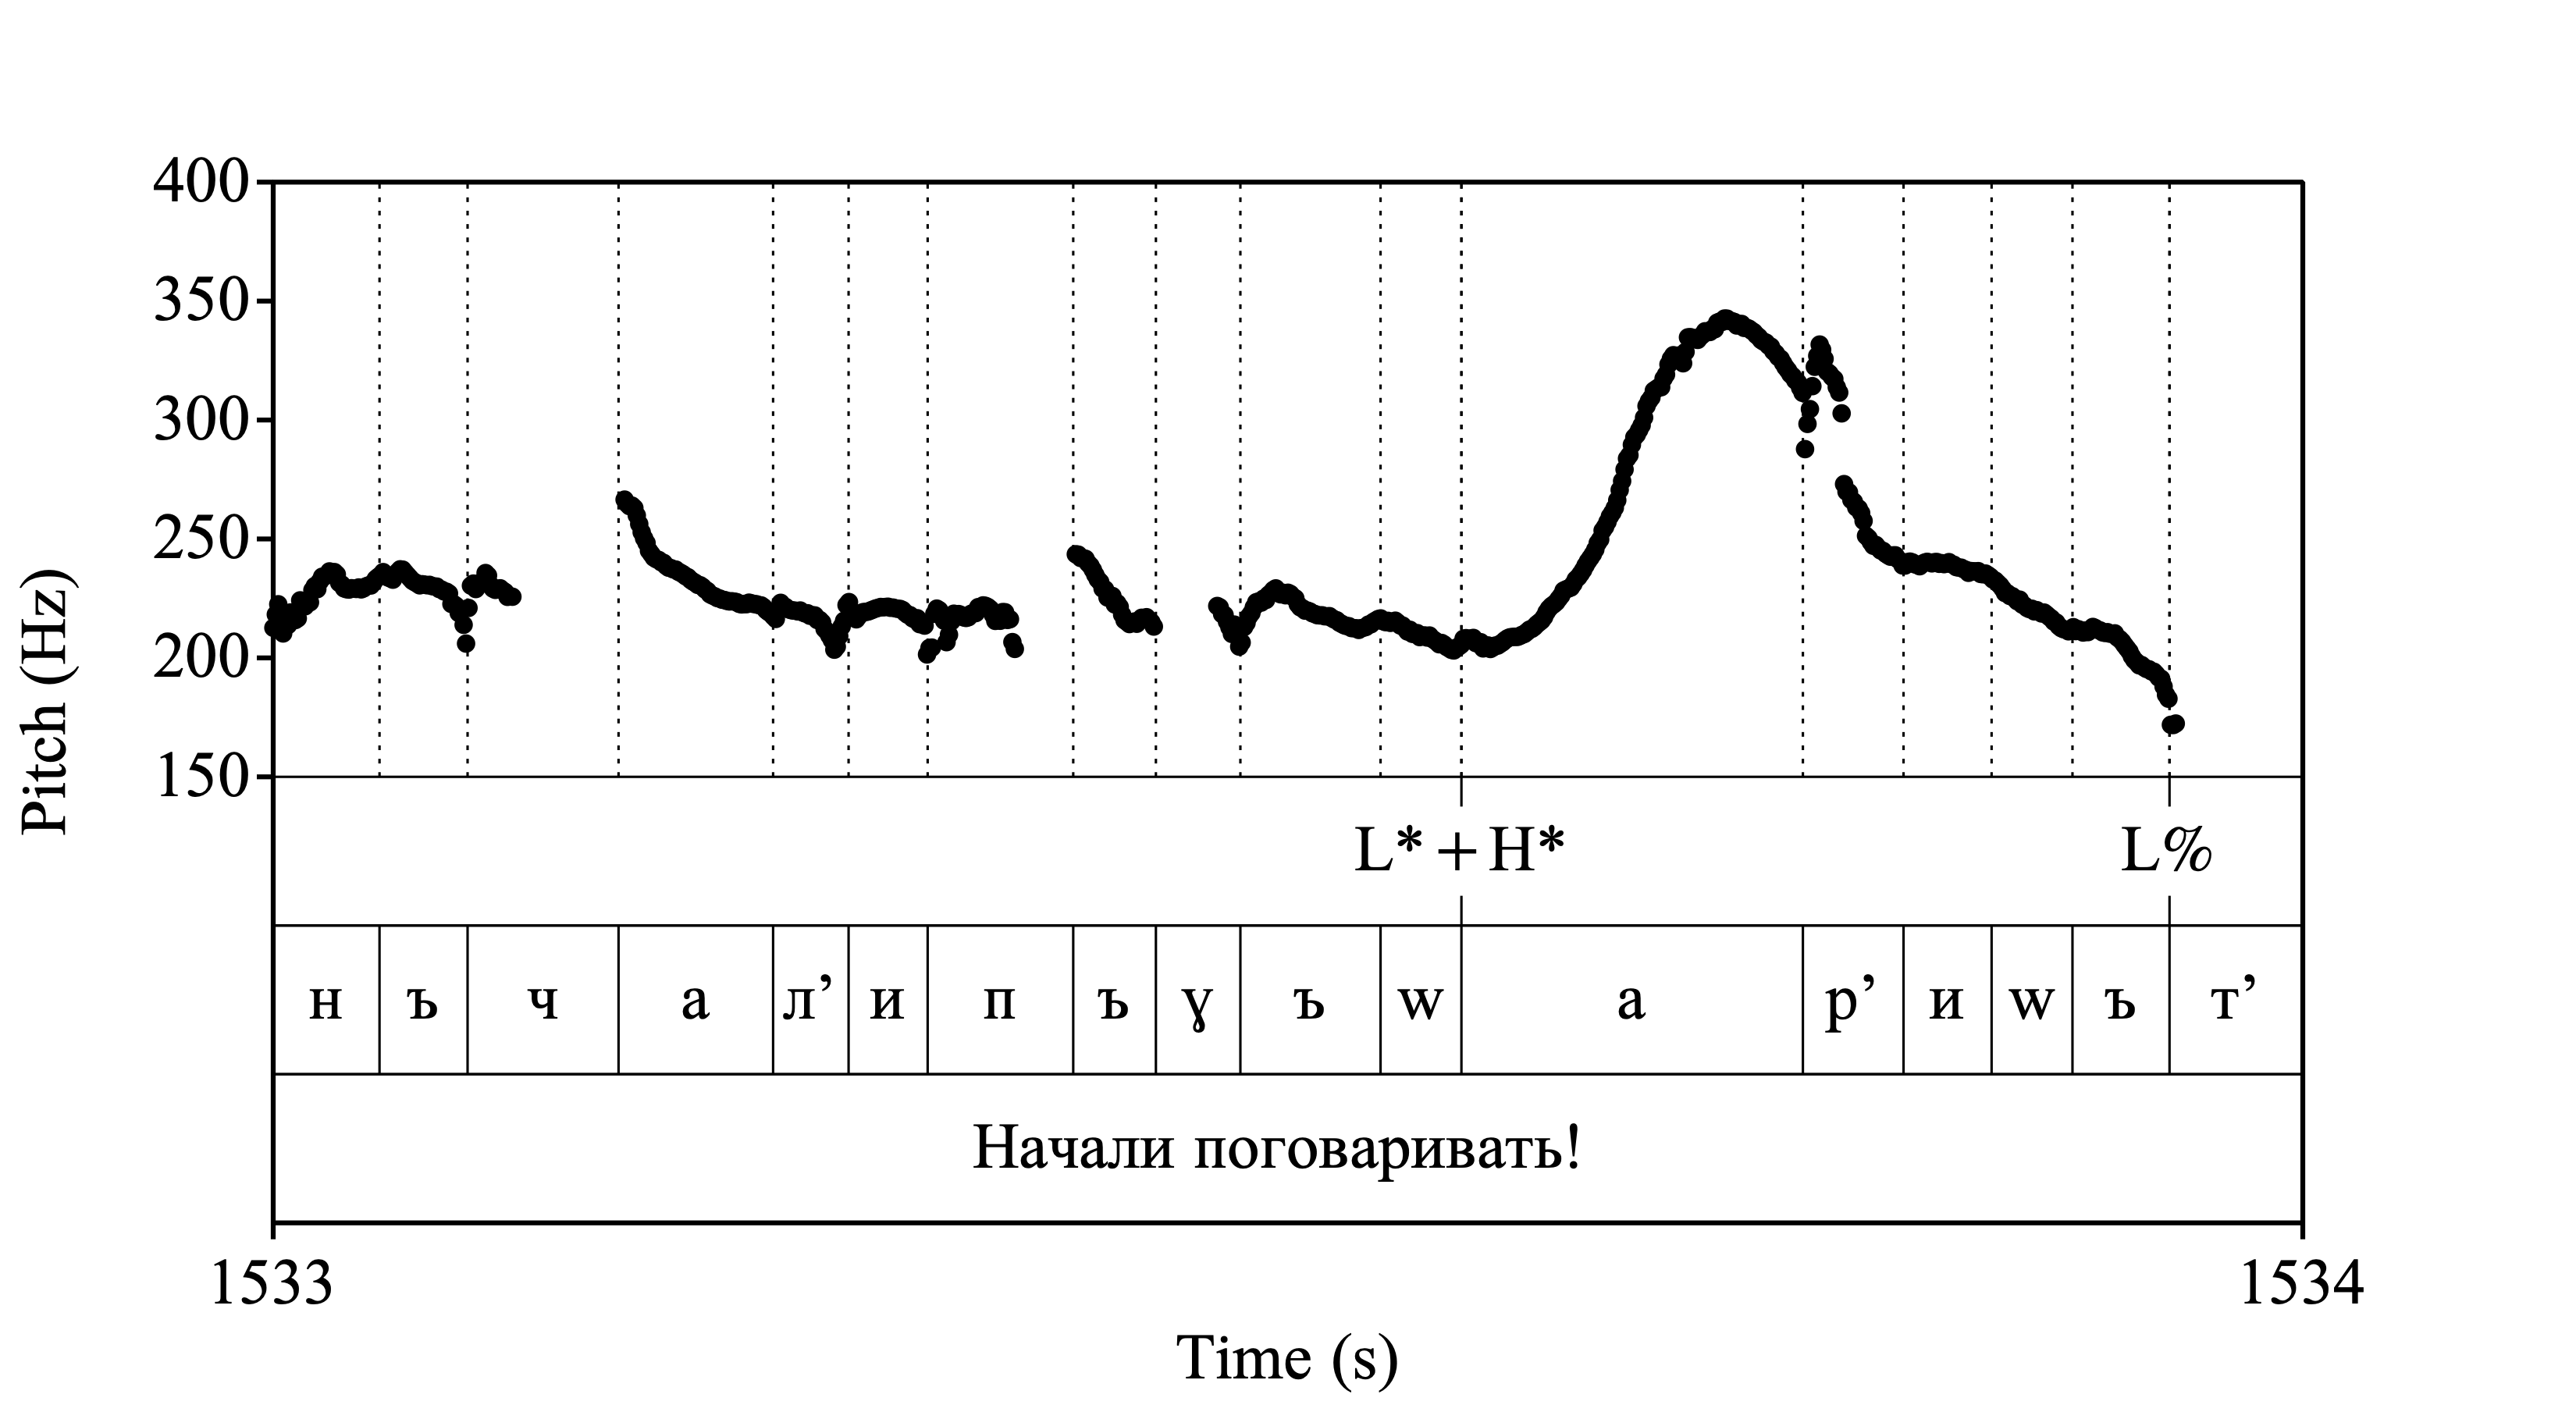 400
350
300
250
200
150
Pitch (Hz)
L*+H* L%
н ъ ч а л’ и п ъ ɣ ъ w а р’ и w ъ т’
Начали поговаривать!
1533 1534
Time (s)